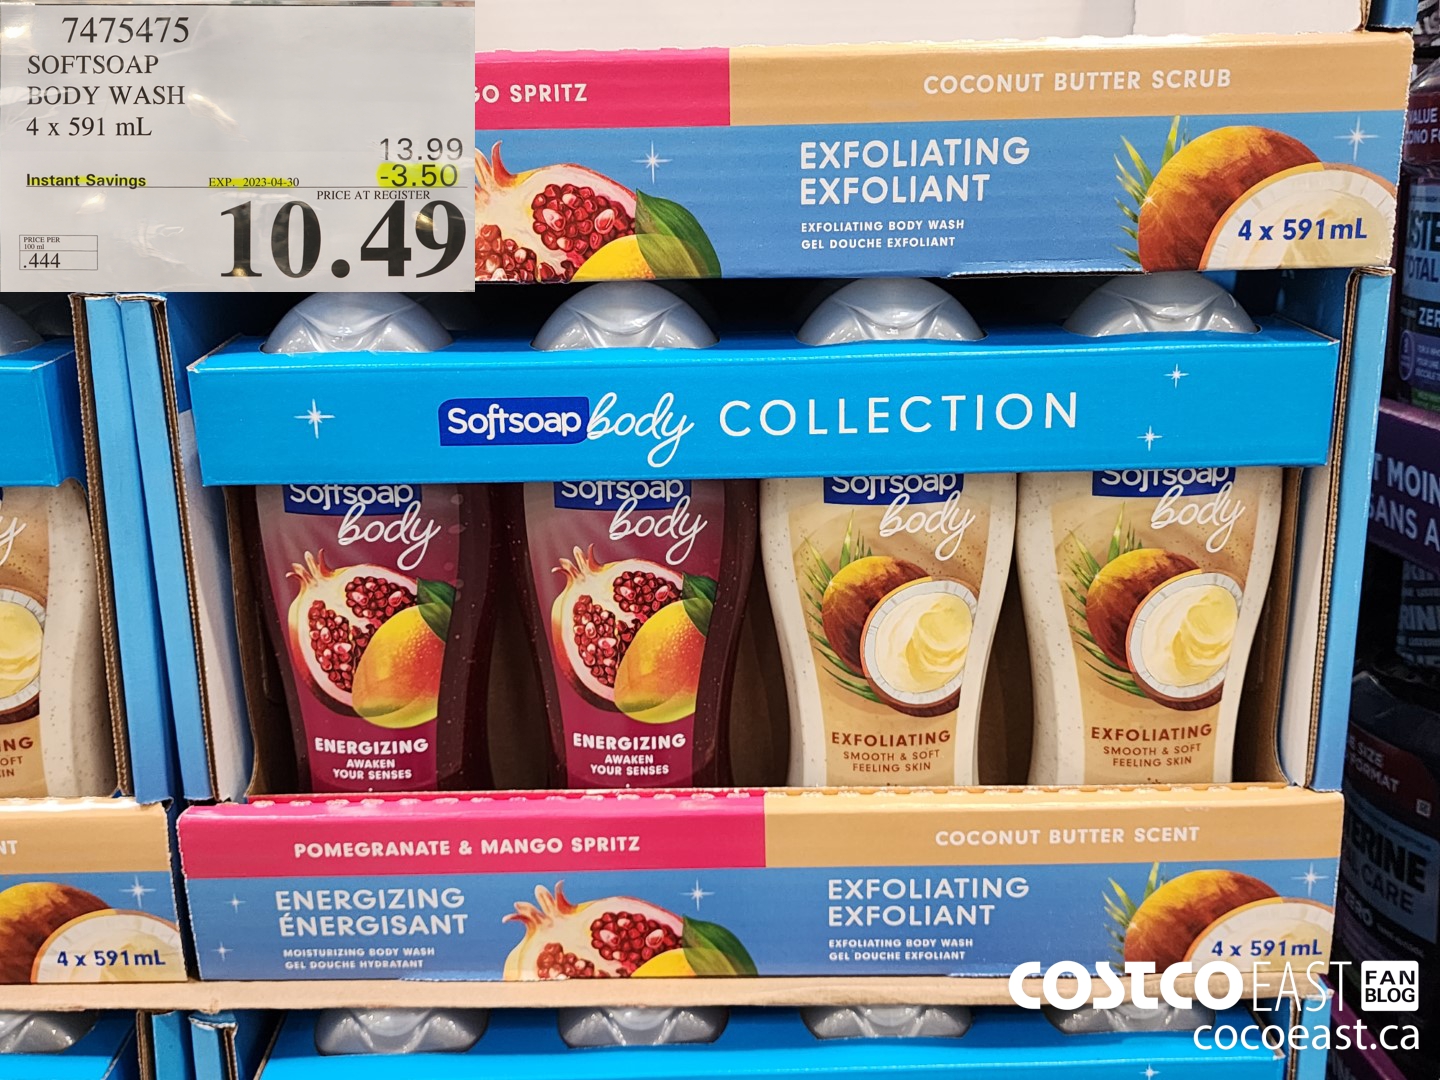 7475475
SOFTSOAP
BODY WASH
4 x 591 mL
13.99
Instant Savings EXP. 2023-04-30 -3.50
PRICE AT REGISTER
10.49
PRICE PER
100 ml
.444
GO SPRITZ
COCONUT BUTTER SCRUB
EXFOLIATING
EXFOLIANT
EXFOLIATING BODY WASH
GEL DOUCHE EXFOLIANT
4 x 591mL
Softsoap body COLLECTION
Softsoap
body
ENERGIZING
AWAKEN
YOUR SENSES
Softsoap
body
ENERGIZING
AWAKEN
YOUR SENSES
Softsoap
body
EXFOLIATING
SMOOTH & SOFT
FEELING SKIN
Softsoap
body
EXFOLIATING
SMOOTH & SOFT
FEELING SKIN
POMEGRANATE & MANGO SPRITZ
COCONUT BUTTER SCENT
ENERGIZING
ÉNERGISANT
MOISTURIZING BODY WASH
GEL DOUCHE HYDRATANT
EXFOLIATING
EXFOLIANT
EXFOLIATING BODY WASH
GEL DOUCHE EXFOLIANT
4 x 591mL
4 x 591mL
COSTCO EAST FAN BLOG
cocoeast.ca